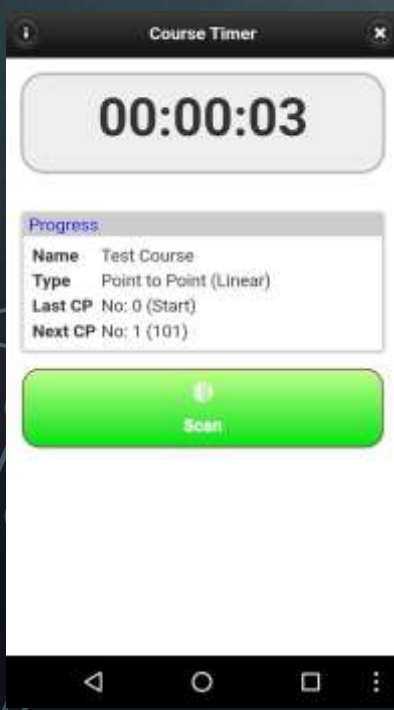 Course Timer
00:00:03
Progress
Name Test Course
Type Point to Point (Linear)
Last CP No: 0 (Start)
Next CP No: 1 (101)
Scan